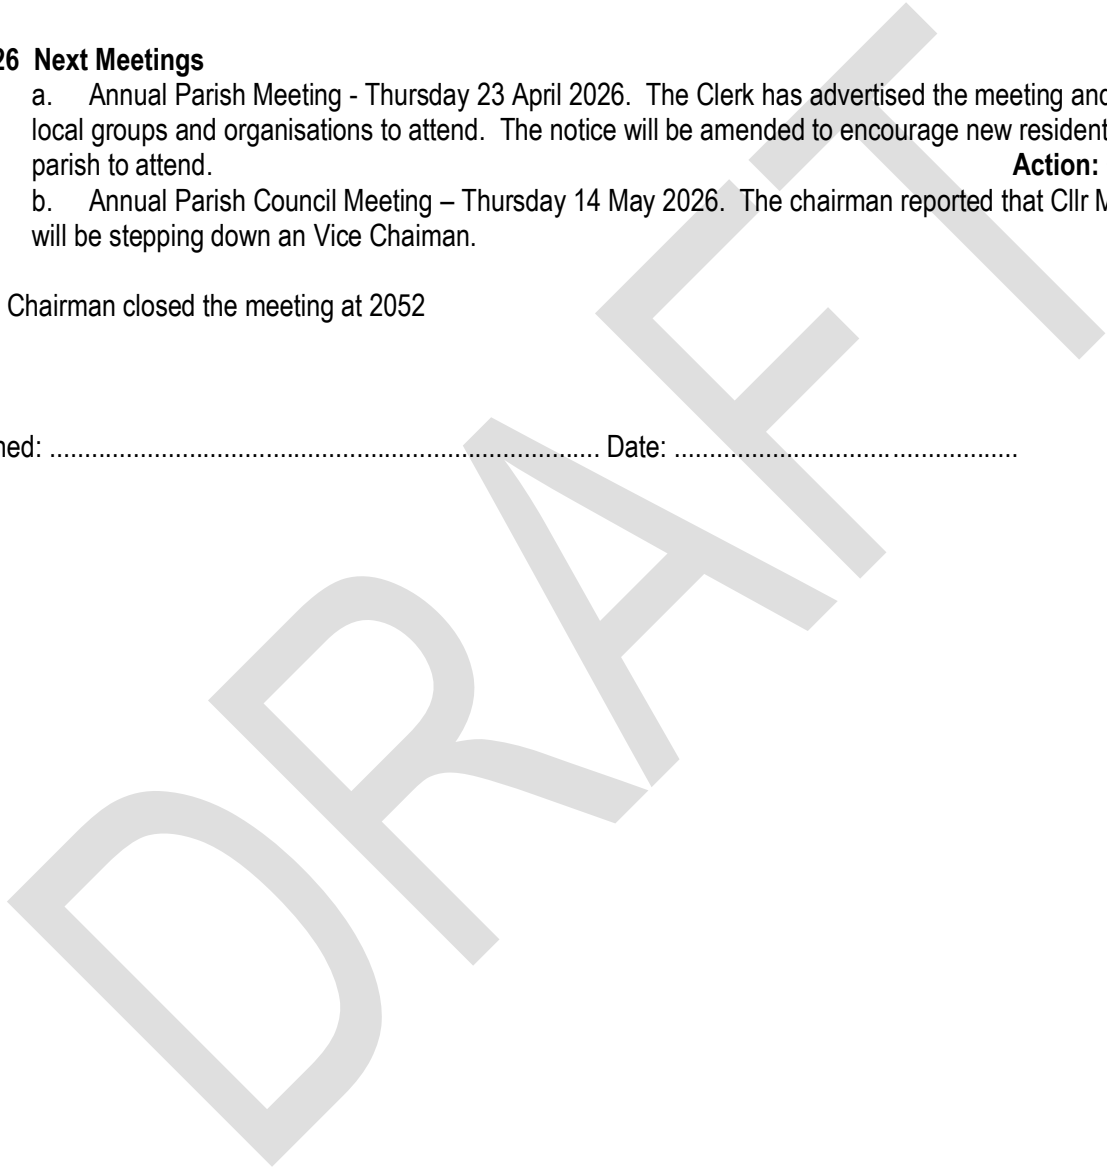 26 Next Meetings
a. Annual Parish Meeting - Thursday 23 April 2026. The Clerk has advertised the meeting and
local groups and organisations to attend. The notice will be amended to encourage new resident
parish to attend. Action:
b. Annual Parish Council Meeting – Thursday 14 May 2026. The chairman reported that Cllr M
will be stepping down an Vice Chaiman.
Chairman closed the meeting at 2052
ned: ............................................................................... Date: ..................................................
DRAFT